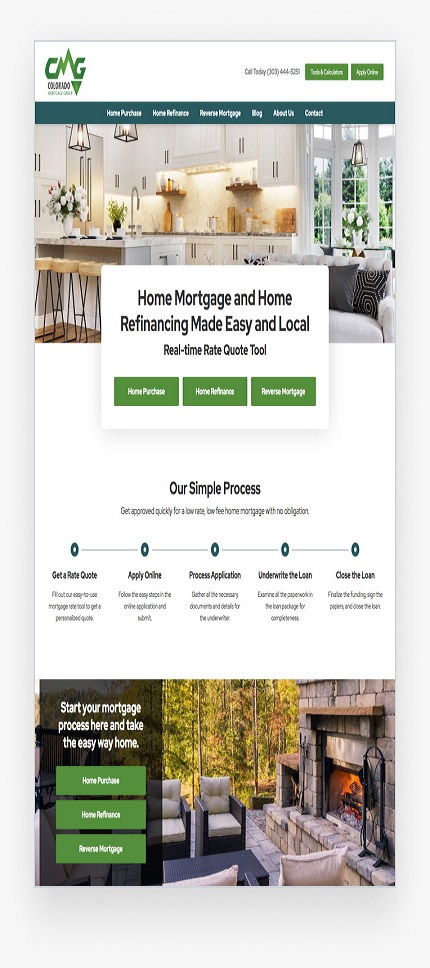 CMG
COLORADO
MORTGAGE GROUP
Call Today (303) 444-5251
Tools & Calculators
Apply Online
Home Purchase
Home Refinance
Reverse Mortgage
Blog
About Us
Contact
Home Mortgage and Home
Refinancing Made Easy and Local
Real-time Rate Quote Tool
Home Purchase
Home Refinance
Reverse Mortgage
Our Simple Process
Get approved quickly for a low rate, low fee home mortgage with no obligation.
Get a Rate Quote
Fill out our easy-to-use
mortgage rate tool to get a
personalized quote.
Apply Online
Follow the easy steps in the
online application and
submit.
Process Application
Gather all the necessary
documents and details for
the underwriter.
Underwrite the Loan
Examine all the paperwork in
the loan package for
completeness.
Close the Loan
Finalize the funding, sign the
papers, and close the loan.
Start your mortgage
process here and take
the easy way home.
Home Purchase
Home Refinance
Reverse Mortgage